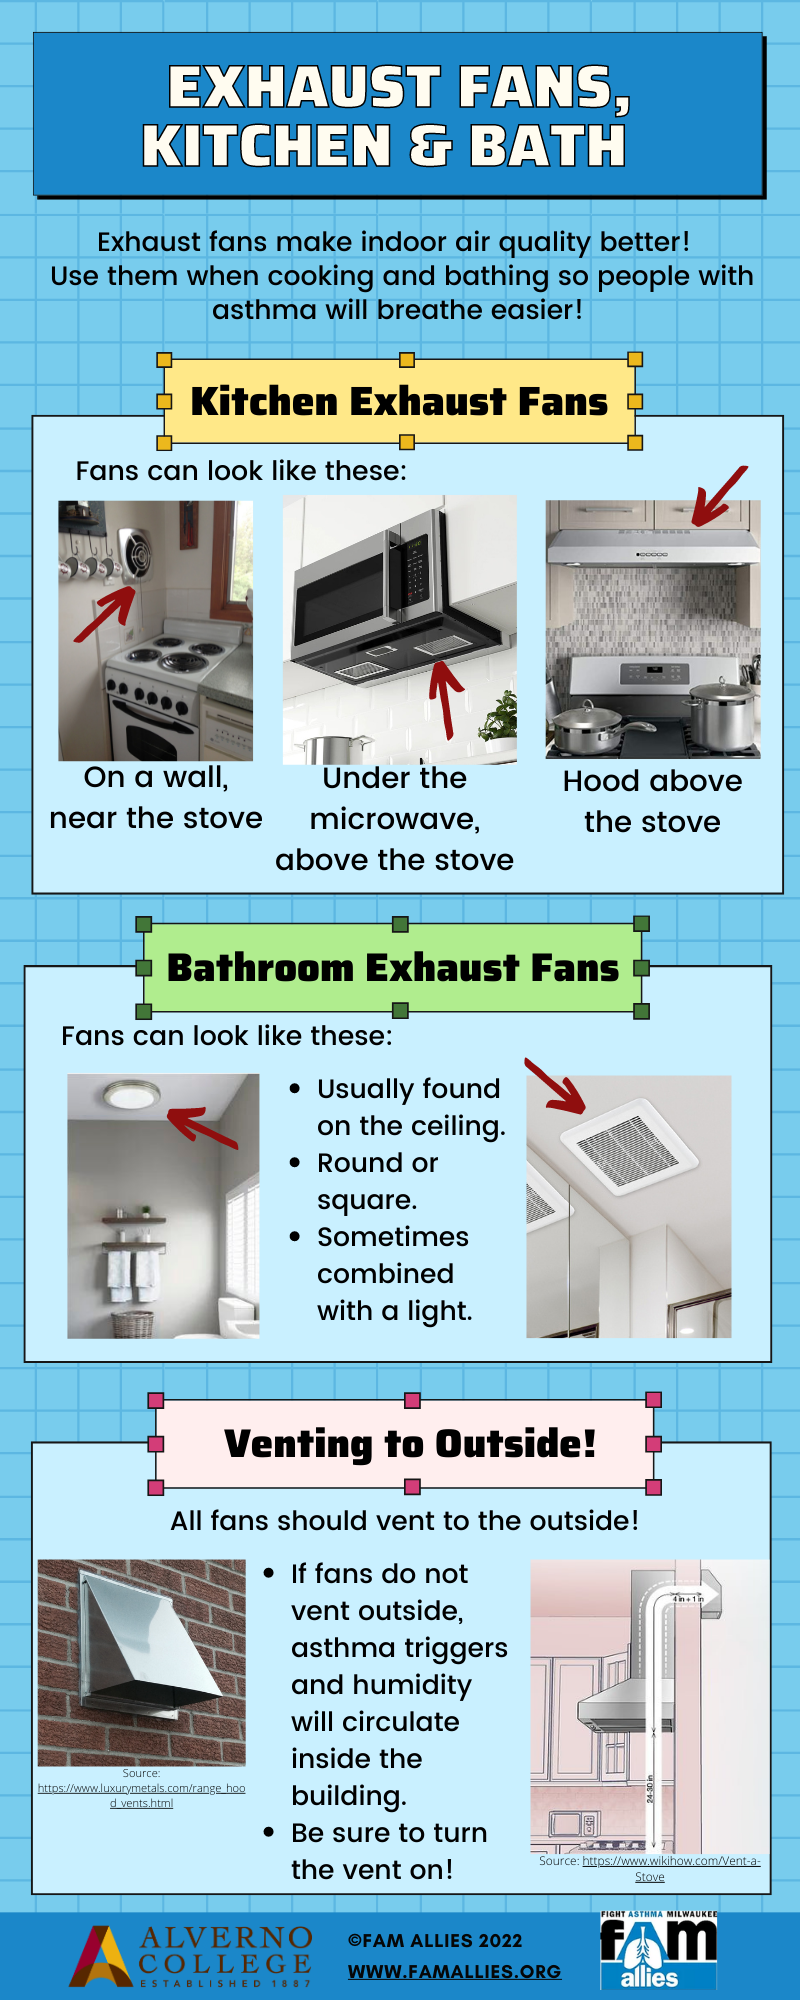 EXHAUST FANS,
KITCHEN & BATH
Exhaust fans make indoor air quality better!
Use them when cooking and bathing so people with
asthma will breathe easier!
Kitchen Exhaust Fans
Fans can look like these:
On a wall,
near the stove
Under the
microwave,
above the stove
Hood above
the stove
Bathroom Exhaust Fans
Fans can look like these:
• Usually found
on the ceiling.
• Round or
square.
• Sometimes
combined
with a light.
Venting to Outside!
All fans should vent to the outside!
Source:
https://www.luxurymetals.com/range_hoo
d_vents.html
• If fans do not
vent outside,
asthma triggers
and humidity
will circulate
inside the
building.
• Be sure to turn
the vent on!
4 in + 1 in
24-30 in
Source: https://www.wikihow.com/Vent-a-
Stove
ALVERNO
COLLEGE
ESTABLISHED 1887
©FAM ALLIES 2022
WWW.FAMALLIES.ORG
FIGHT ASTHMA MILWAUKEE
fAm
allies